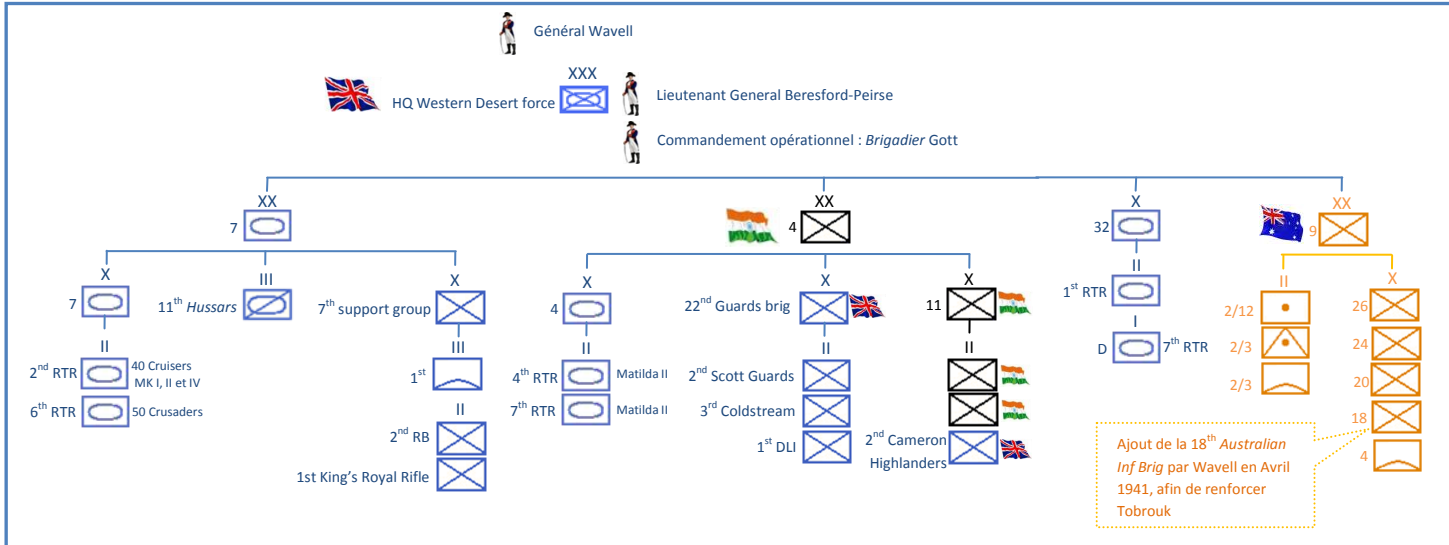 Général Wavell
XXX
HQ Western Desert force
Lieutenant General Beresford-Peirse
Commandement opérationnel : Brigadier Gott
XX
XX
X
XX
7
4
32
9
X
III
X
X
X
X
II
II
X
7
11th Hussars
7th support group
4
22nd Guards brig
11
1st RTR
2/12
26
II
III
II
II
II
I
2nd RTR
40 Cruisers
MK I, II et IV
1st
4th RTR
Matilda II
2nd Scott Guards
D
7th RTR
2/3
24
6th RTR
50 Crusaders
7th RTR
Matilda II
3rd Coldstream
2/3
20
II
2nd RB
1st DLI
2nd Cameron
Highlanders
18
1st King's Royal Rifle
4
Ajout de la 18th Australian
Inf Brig par Wavell en Avril
1941, afin de renforcer
Tobrouk